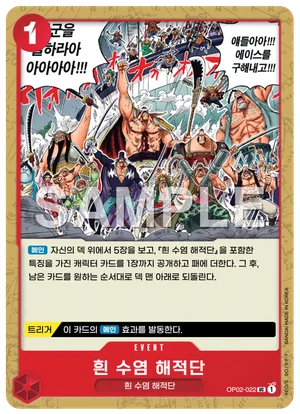 1
군을
말하라아
아아아아!!!
얘들아아!!!
에이스를
구해내고!!!
SAMPLE
메인 자신의 덱 위에서 5장을 보고, 「흰 수염 해적단」을 포함한
특징을 가진 캐릭터 카드를 1장까지 공개하고 패에 더한다. 그 후,
남은 카드를 원하는 순서대로 덱 맨 아래로 되돌린다.
트리거 이 카드의 메인 효과를 발동한다.
EVENT
흰 수염 해적단
흰 수염 해적단
OP02-022 UC 1
BANDAI MADE IN KOREA